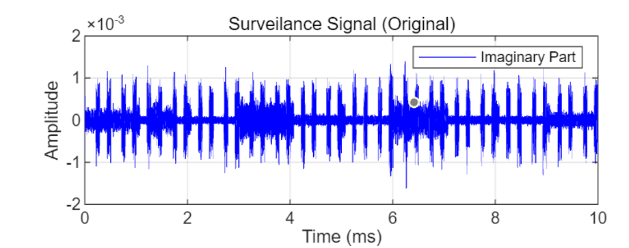 Surveilance Signal (Original)
×10⁻³
Imaginary Part
2
1
0
-1
-2
Amplitude
0 2 4 6 8 10
Time (ms)